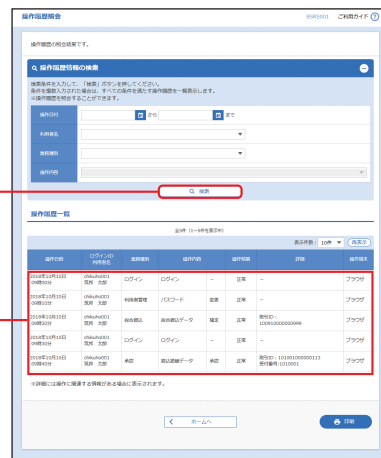 操作履歴照会
ESRS001 ご利用ガイド ?
操作履歴の照会結果です。
操作履歴情報の検索
検索条件を入力して、「検索」ボタンを押してください。
条件を複数入力された場合は、すべての条件を満たす操作履歴を一覧表示します。
※操作履歴を照会することができます。
操作日付 から まで
利用者名
業務種別
操作内容
検索
操作履歴一覧
全5件 (1~5件を表示中)
表示件数: 10件 再表示
操作日時 ログインID 利用者名 業務種別 操作内容 操作結果 詳細 操作端末
2018年10月10日 09時00分 chikuho001 筑邦 太郎 ログイン ログイン - 正常 - ブラウザ
2018年10月10日 09時10分 chikuho001 筑邦 太郎 利用者管理 パスワード 変更 正常 - ブラウザ
2018年10月10日 09時20分 chikuho001 筑邦 太郎 総合振込 総合振込データ 確定 正常 取引ID: 100910000000999 ブラウザ
2018年10月10日 09時30分 chikuho001 筑邦 太郎 ログイン ログイン - 正常 - ブラウザ
2018年10月10日 09時40分 chikuho001 筑邦 太郎 承認 振込振替データ 承認 正常 取引ID:101001000000113 受付番号:1010001 ブラウザ
※詳細には操作に関連する情報がある場合に表示されます。
ホームへ
印刷